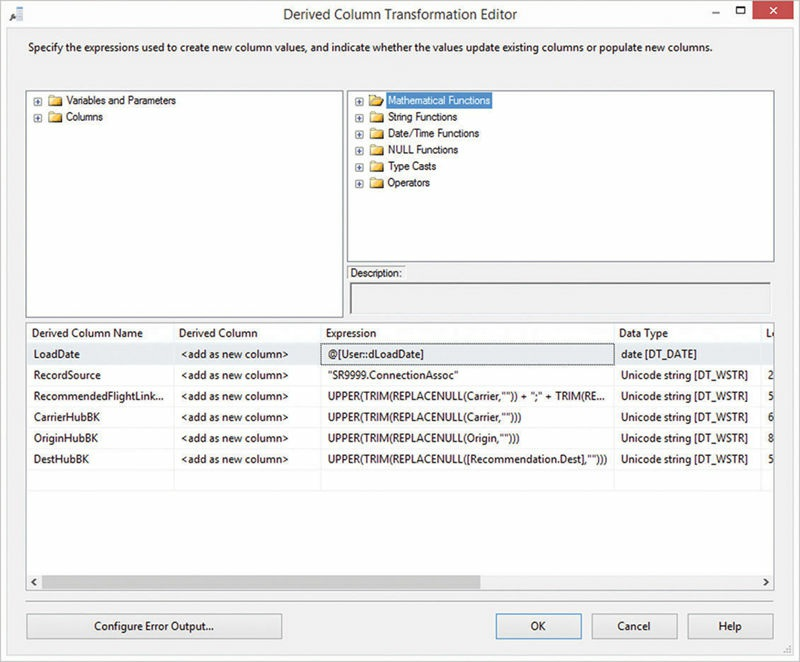 Derived Column Transformation Editor
Specify the expressions used to create new column values, and indicate whether the values update existing columns or populate new columns.
Variables and Parameters
Columns
Mathematical Functions
String Functions
Date/Time Functions
NULL Functions
Type Casts
Operators
Description:
Derived Column Name Derived Column Expression Data Type Le
LoadDate <add as new column> @[User::dLoadDate] date [DT_DATE]
RecordSource <add as new column> "SR9999.ConnectionAssoc" Unicode string [DT_WSTR] 2
RecommendedFlightLink... <add as new column> UPPER(TRIM(REPLACENULL(Carrier,"")) + ";" + TRIM(RE... Unicode string [DT_WSTR] 5
CarrierHubBK <add as new column> UPPER(TRIM(REPLACENULL(Carrier,""))) Unicode string [DT_WSTR] 6
OriginHubBK <add as new column> UPPER(TRIM(REPLACENULL(Origin,""))) Unicode string [DT_WSTR] 8
DestHubBK <add as new column> UPPER(TRIM(REPLACENULL([Recommendation.Dest],""))) Unicode string [DT_WSTR] 5
Configure Error Output... OK Cancel Help